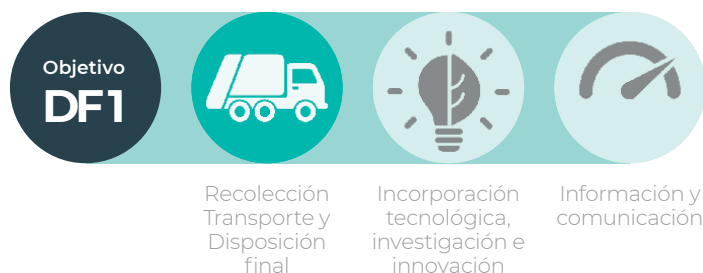 Objetivo
DF1
Recolección
Transporte y
Disposición
final
Incorporación
tecnológica,
investigación e
innovación
Información y
comunicación